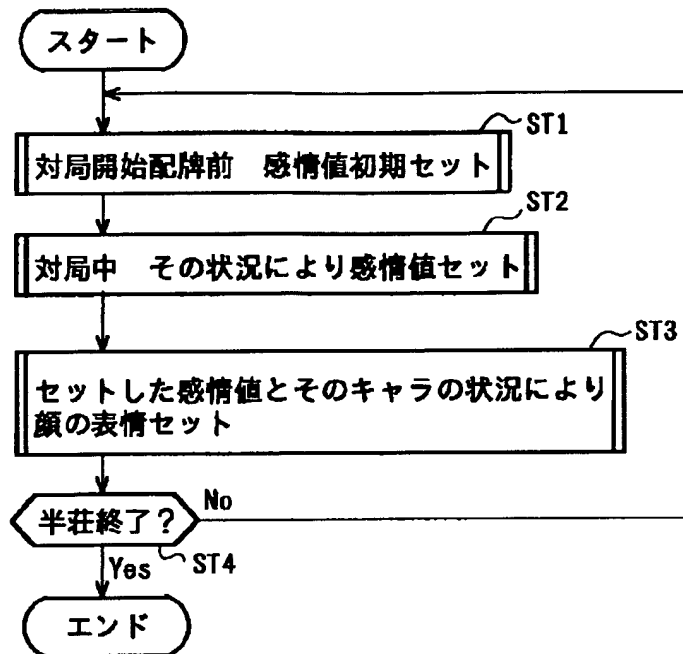 スタート
ST1
対局開始配牌前 感情値初期セット
ST2
対局中 その状況により感情値セット
ST3
セットした感情値とそのキャラの状況により
顔の表情セット
半荘終了？
No
ST4
Yes
エンド